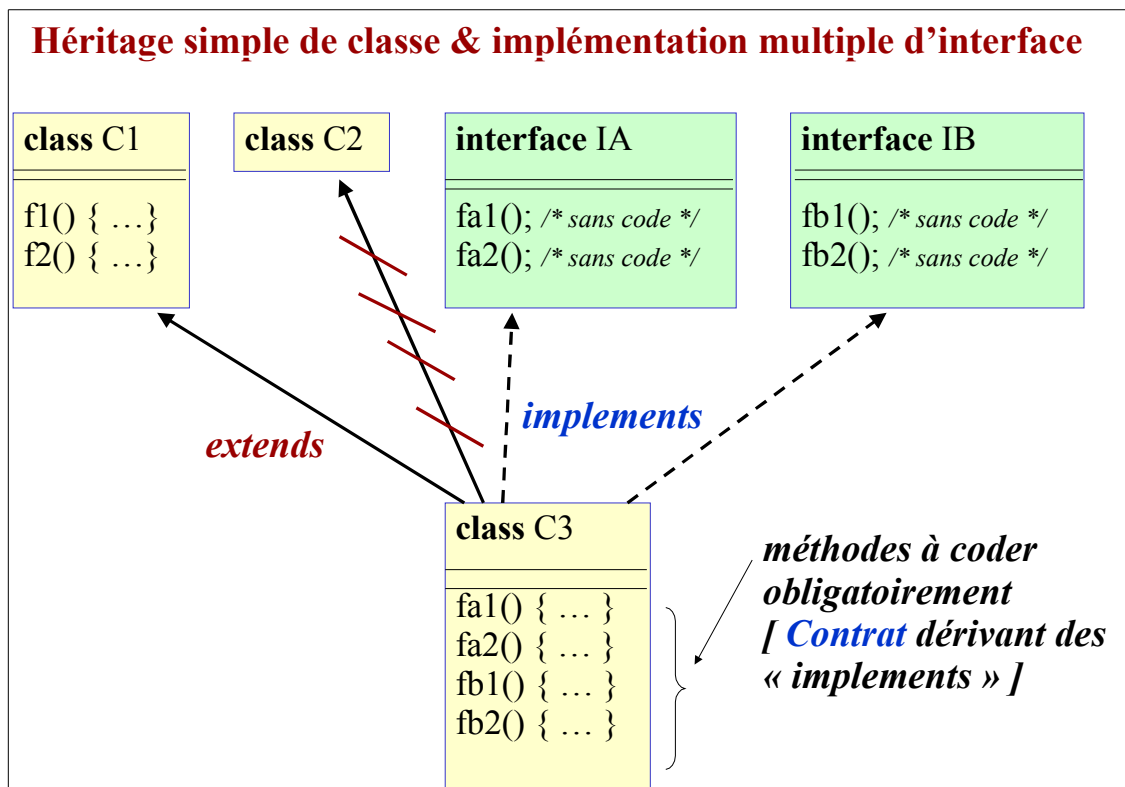 Héritage simple de classe & implémentation multiple d’interface
class C1
f1() { …}
f2() { …}
class C2
interface IA
fa1(); /* sans code */
fa2(); /* sans code */
interface IB
fb1(); /* sans code */
fb2(); /* sans code */
extends
implements
class C3
fa1() { … }
fa2() { … }
fb1() { … }
fb2() { … }
méthodes à coder
obligatoirement
[ Contrat dérivant des
« implements » ]